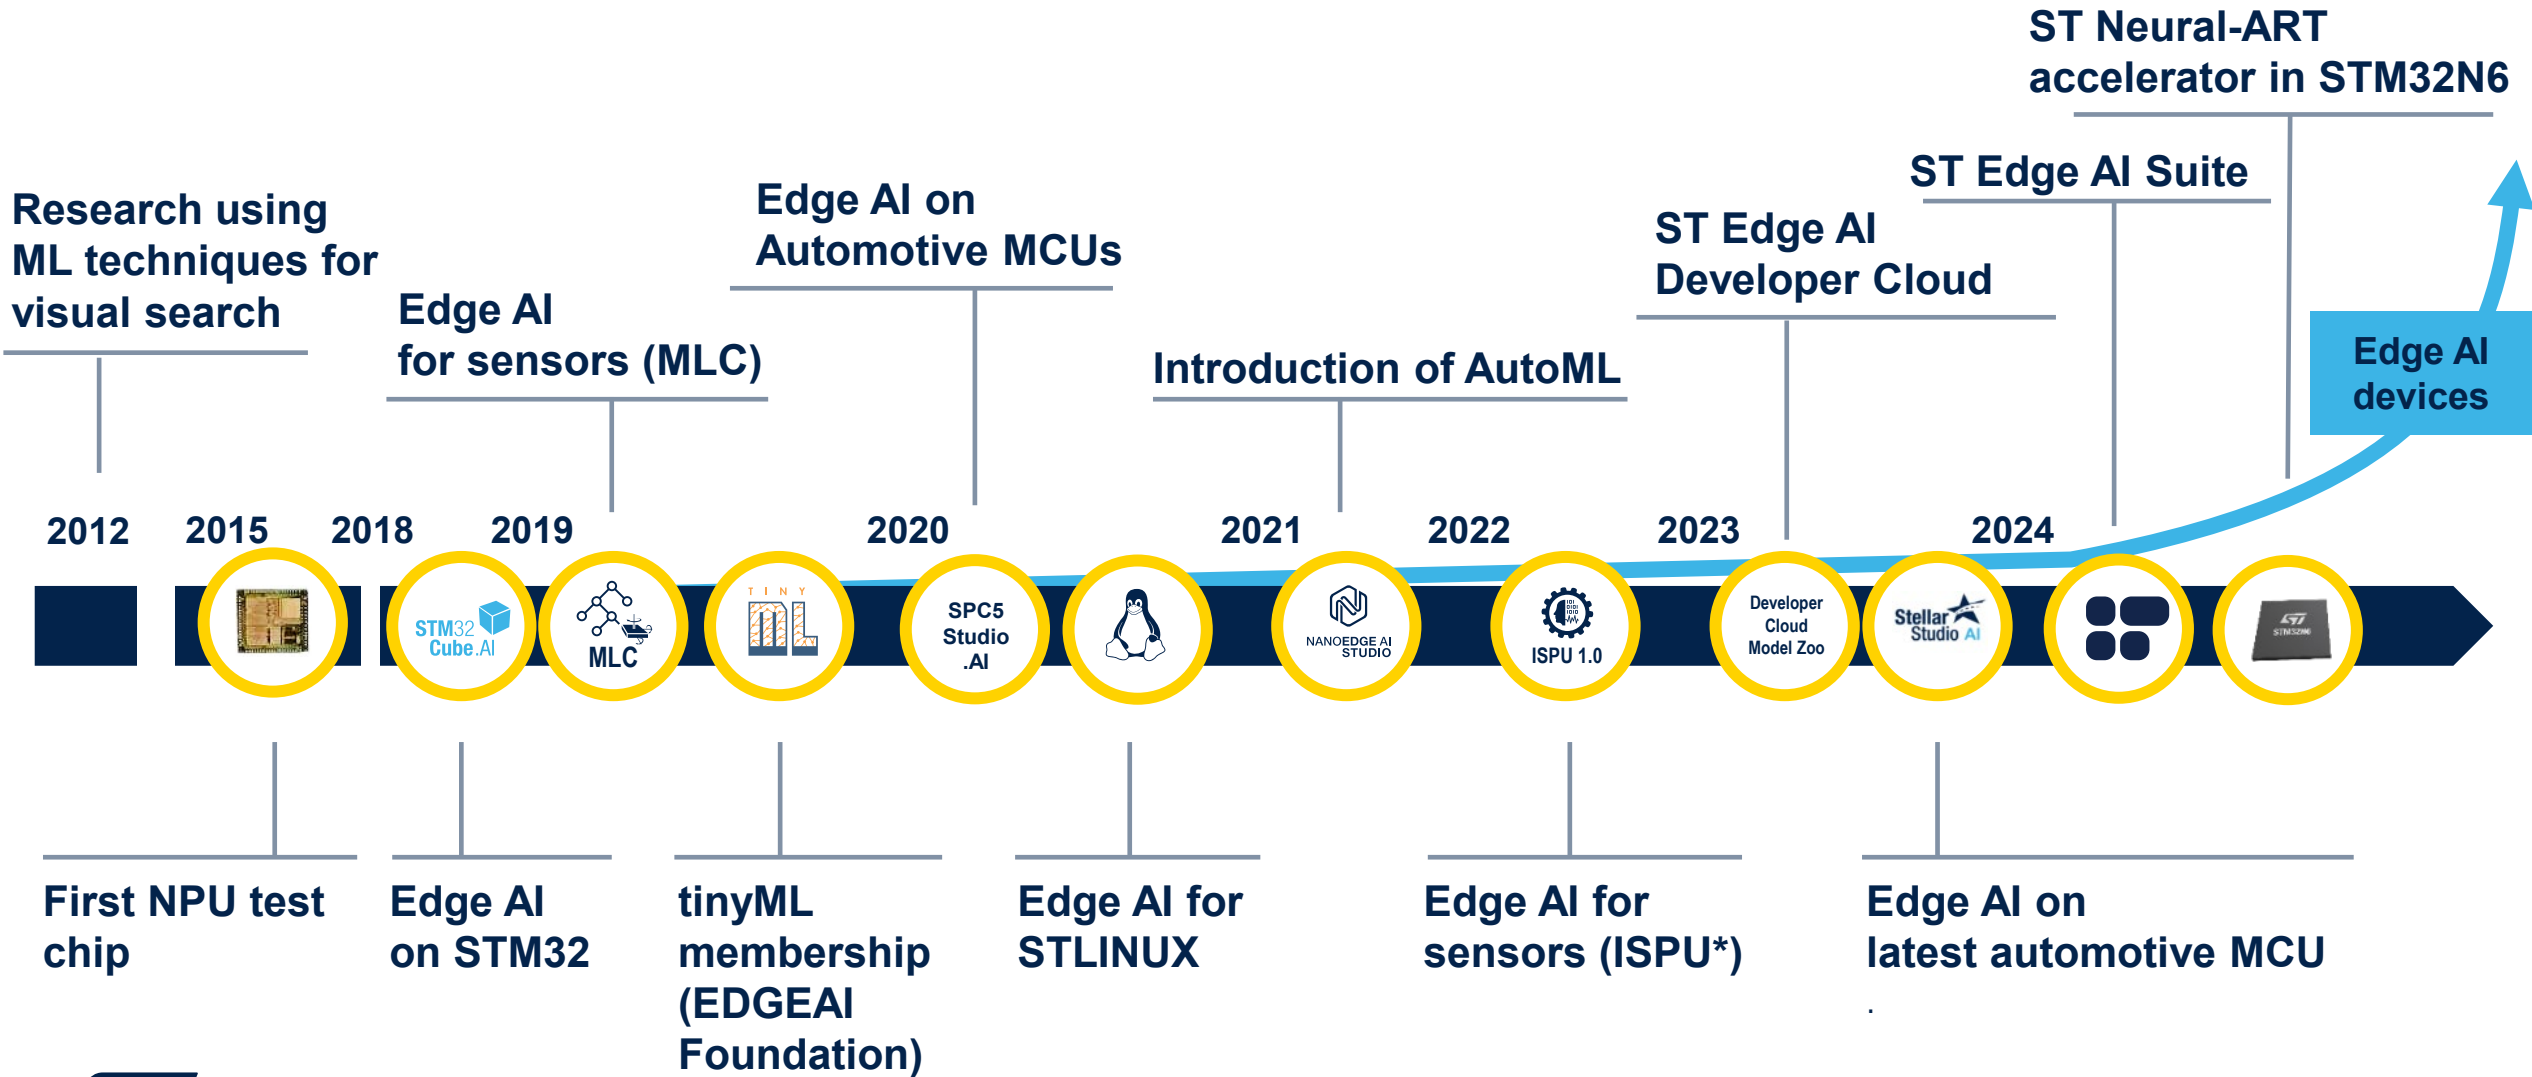 ST Neural-ART
accelerator in STM32N6
ST Edge AI Suite
Research using
ML techniques for
visual search
Edge AI
for sensors (MLC)
Edge AI on
Automotive MCUs
Introduction of AutoML
ST Edge AI
Developer Cloud
Edge AI
devices
2012
2015
2018
2019
2020
2021
2022
2023
2024
STM32
Cube.AI
MLC
TINY
ML
SPC5
Studio
.AI
NANOEDGE AI
STUDIO
ISPU 1.0
Developer
Cloud
Model Zoo
Stellar
Studio AI
ST
STM32N6
First NPU test
chip
Edge AI
on STM32
tinyML
membership
(EDGEAI
Foundation)
Edge AI for
STLINUX
Edge AI for
sensors (ISPU*)
Edge AI on
latest automotive MCU
.